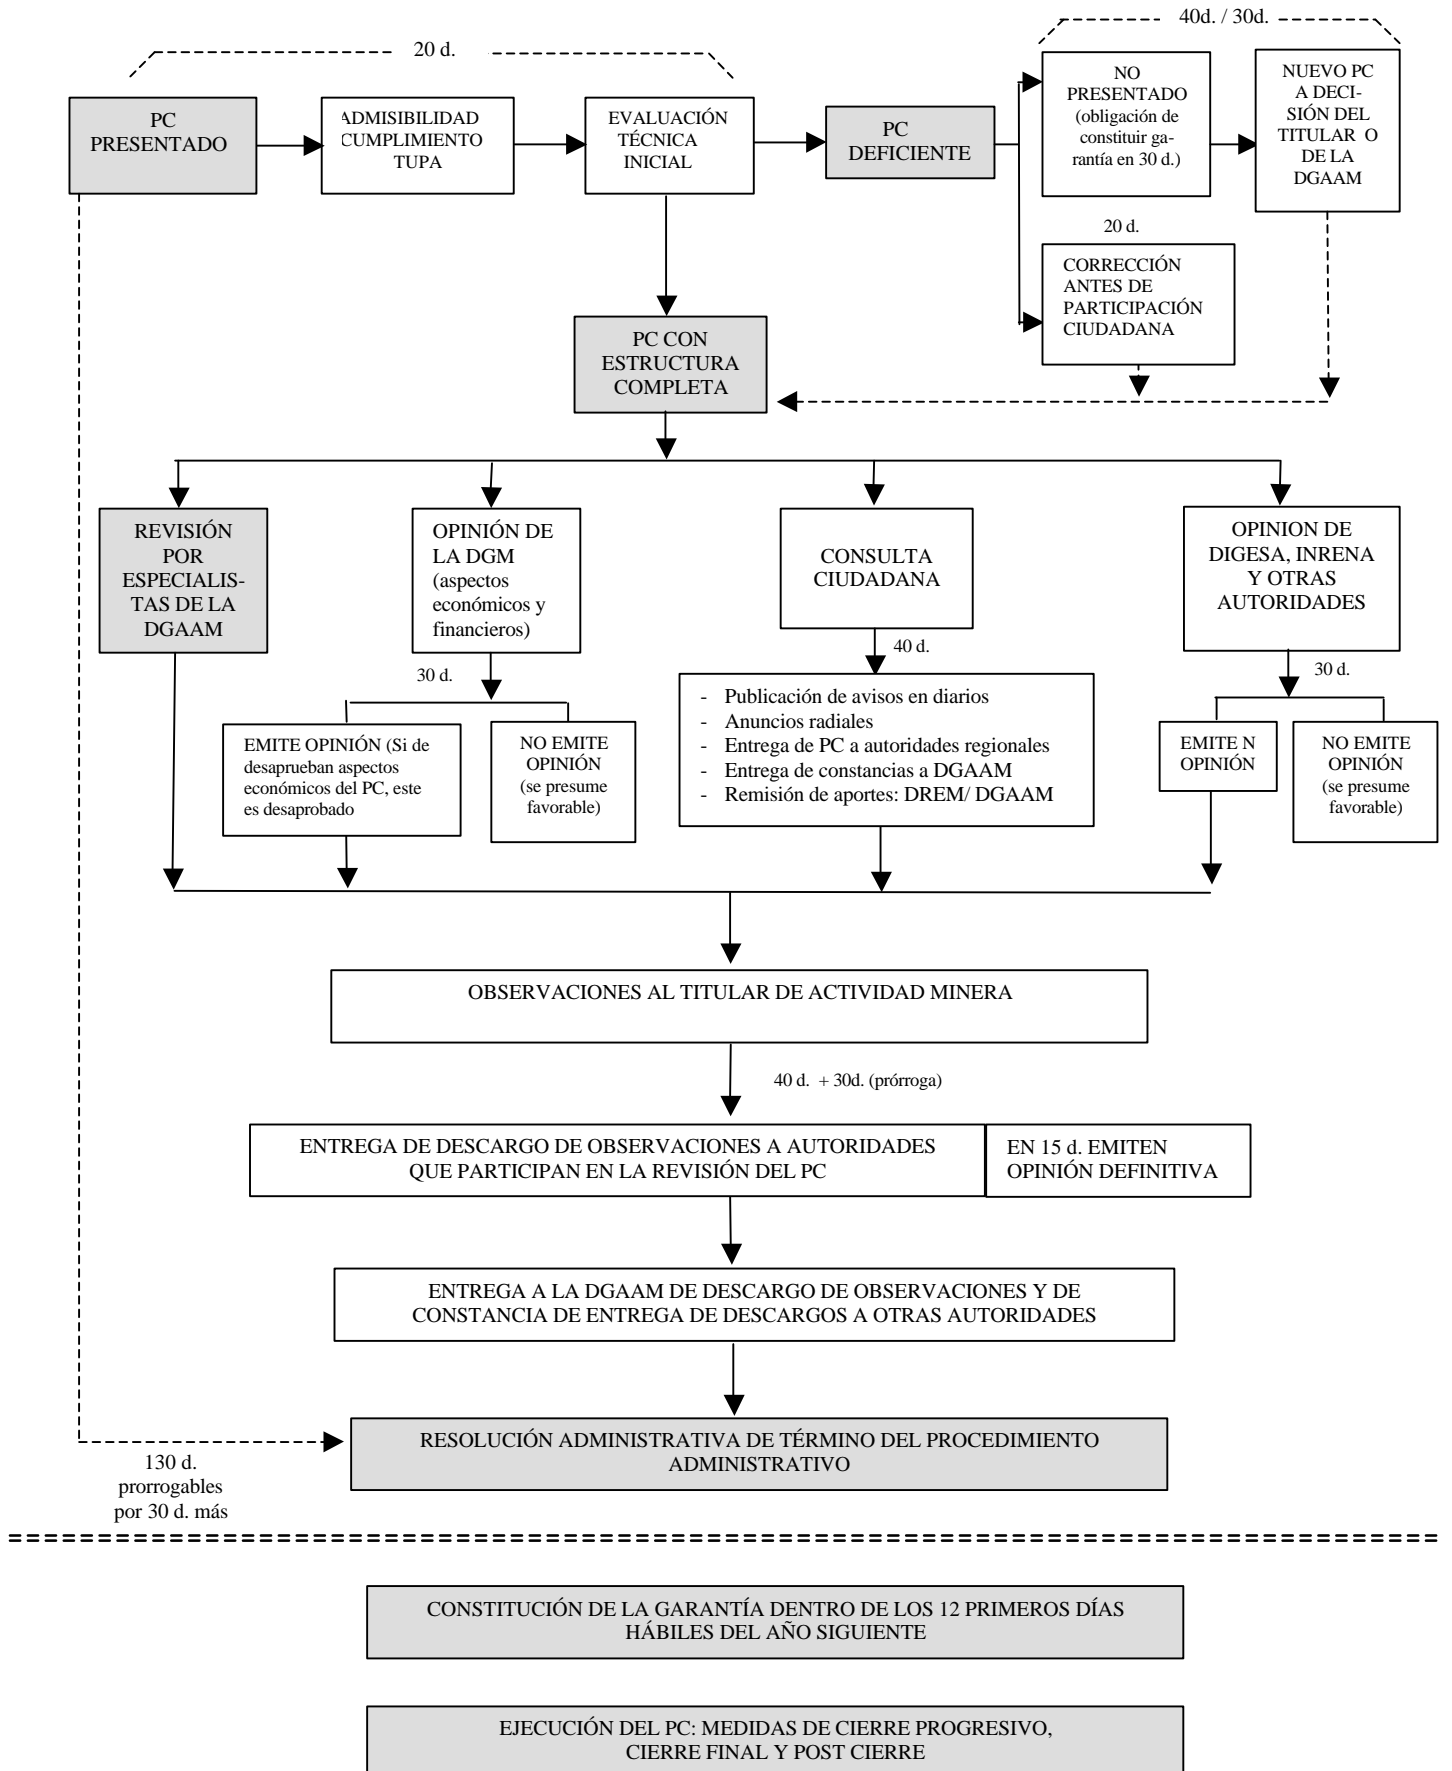 40d. / 30d.
20 d.
PC
PRESENTADO
ADMISIBILIDAD
CUMPLIMIENTO
TUPA
EVALUACIÓN
TÉCNICA
INICIAL
PC
DEFICIENTE
NO
PRESENTADO
(obligación de
constituir ga-
rantía en 30 d.)
NUEVO PC
A DECI-
SIÓN DEL
TITULAR O
DE LA
DGAAM
20 d.
CORRECCIÓN
ANTES DE
PARTICIPACIÓN
CIUDADANA
PC CON
ESTRUCTURA
COMPLETA
REVISIÓN
POR
ESPECIALIS-
TAS DE LA
DGAAM
OPINIÓN DE
LA DGM
(aspectos
económicos y
financieros)
CONSULTA
CIUDADANA
OPINION DE
DIGESA, INRENA
Y OTRAS
AUTORIDADES
30 d.
40 d.
30 d.
EMITE OPINIÓN (Si de
desaprueban aspectos
económicos del PC, este
es desaprobado
NO EMITE
OPINIÓN
(se presume
favorable)
- Publicación de avisos en diarios
- Anuncios radiales
- Entrega de PC a autoridades regionales
- Entrega de constancias a DGAAM
- Remisión de aportes: DREM/ DGAAM
EMITE N
OPINIÓN
NO EMITE
OPINIÓN
(se presume
favorable)
OBSERVACIONES AL TITULAR DE ACTIVIDAD MINERA
40 d. + 30d. (prórroga)
ENTREGA DE DESCARGO DE OBSERVACIONES A AUTORIDADES
QUE PARTICIPAN EN LA REVISIÓN DEL PC
EN 15 d. EMITEN
OPINIÓN DEFINITIVA
ENTREGA A LA DGAAM DE DESCARGO DE OBSERVACIONES Y DE
CONSTANCIA DE ENTREGA DE DESCARGOS A OTRAS AUTORIDADES
RESOLUCIÓN ADMINISTRATIVA DE TÉRMINO DEL PROCEDIMIENTO
ADMINISTRATIVO
130 d.
prorrogables
por 30 d. más
CONSTITUCIÓN DE LA GARANTÍA DENTRO DE LOS 12 PRIMEROS DÍAS
HÁBILES DEL AÑO SIGUIENTE
EJECUCIÓN DEL PC: MEDIDAS DE CIERRE PROGRESIVO,
CIERRE FINAL Y POST CIERRE